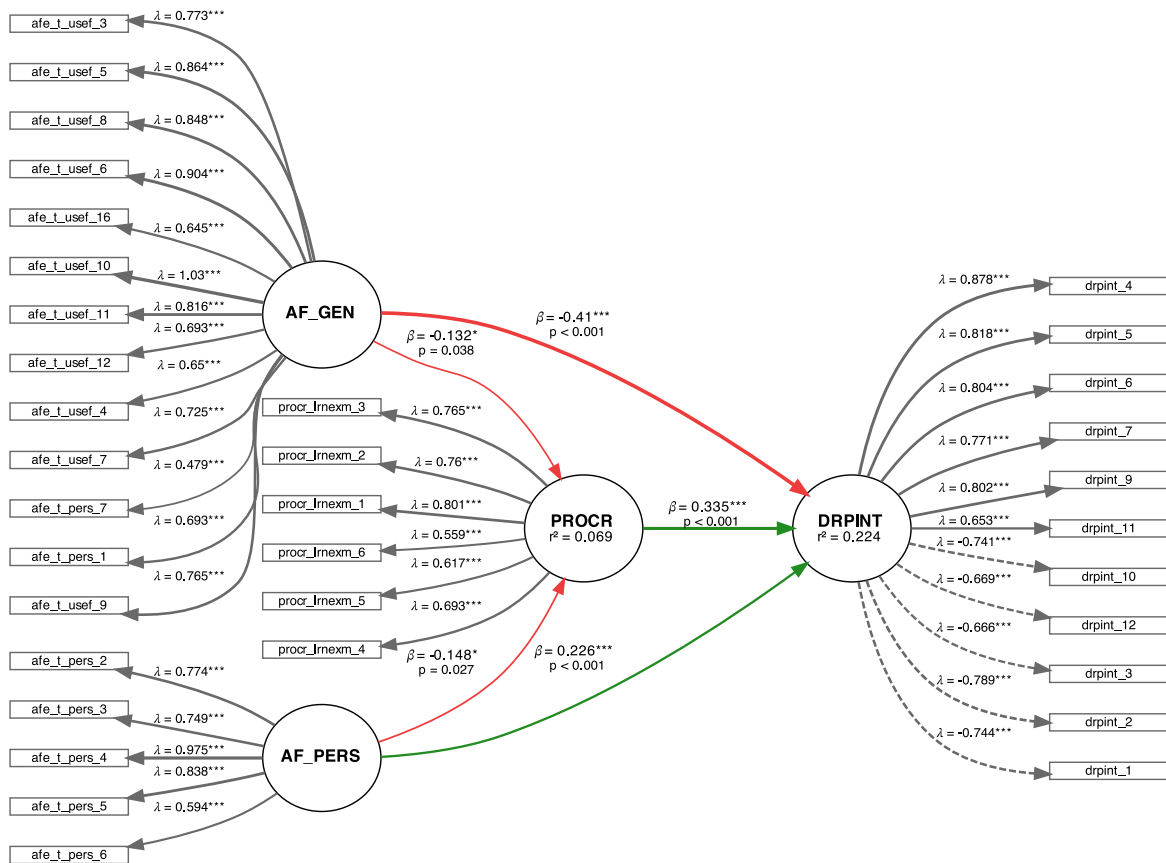 afe_t_usef_3
λ = 0.773***
afe_t_usef_5
λ = 0.864***
afe_t_usef_8
λ = 0.848***
afe_t_usef_6
λ = 0.904***
afe_t_usef_16
λ = 0.645***
afe_t_usef_10
λ = 1.03***
afe_t_usef_11
λ = 0.816***
afe_t_usef_12
λ = 0.693***
afe_t_usef_4
λ = 0.65***
afe_t_usef_7
λ = 0.725***
afe_t_pers_7
λ = 0.479***
afe_t_pers_1
λ = 0.693***
afe_t_usef_9
λ = 0.765***
AF_GEN
β = -0.41***
p < 0.001
β = -0.132*
p = 0.038
procr_lrnexm_3
λ = 0.765***
procr_lrnexm_2
λ = 0.76***
procr_lrnexm_1
λ = 0.801***
procr_lrnexm_6
λ = 0.559***
procr_lrnexm_5
λ = 0.617***
procr_lrnexm_4
λ = 0.693***
PROCR
r² = 0.069
β = 0.335***
p < 0.001
β = -0.148*
p = 0.027
β = 0.226***
p < 0.001
afe_t_pers_2
λ = 0.774***
afe_t_pers_3
λ = 0.749***
afe_t_pers_4
λ = 0.975***
afe_t_pers_5
λ = 0.838***
afe_t_pers_6
λ = 0.594***
AF_PERS
DRPINT
r² = 0.224
λ = 0.878***
drpint_4
λ = 0.818***
drpint_5
λ = 0.804***
drpint_6
λ = 0.771***
drpint_7
λ = 0.802***
drpint_9
λ = 0.653***
drpint_11
λ = -0.741***
drpint_10
λ = -0.669***
drpint_12
λ = -0.666***
drpint_3
λ = -0.789***
drpint_2
λ = -0.744***
drpint_1